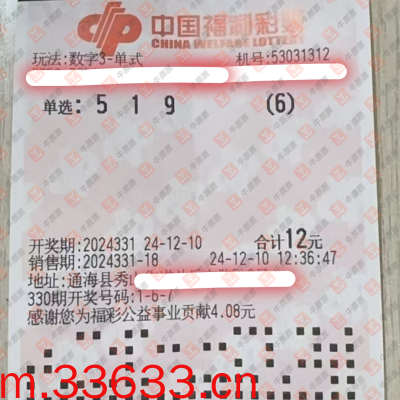 中国福利彩票
CHINA WELFARE LOTTERY
玩法:数字3-单式 机号:53031312
单选: 5 1 9 (6)
开奖期:2024331 24-12-10 合计12元
销售期:2024331-18 24-12-10 12:36:47
地址:通海县秀山
330期开奖号码:1-6-7
感谢您为福彩公益事业贡献4.08元
m.33633.cn